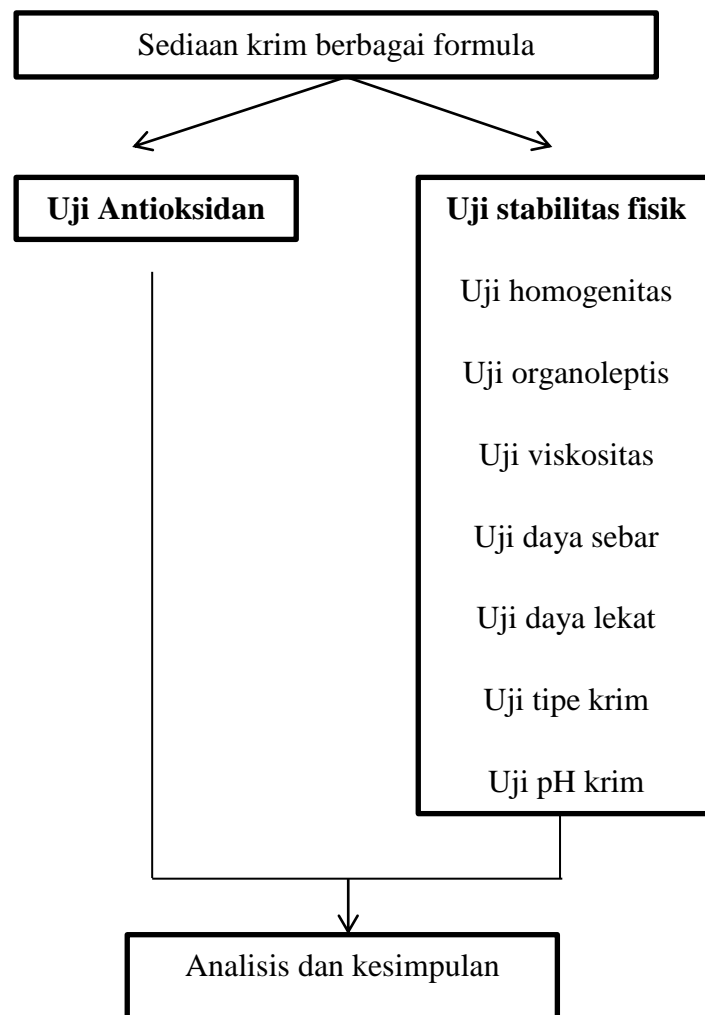 Sediaan krim berbagai formula
Uji Antioksidan
Uji stabilitas fisik
Uji homogenitas
Uji organoleptis
Uji viskositas
Uji daya sebar
Uji daya lekat
Uji tipe krim
Uji pH krim
Analisis dan kesimpulan